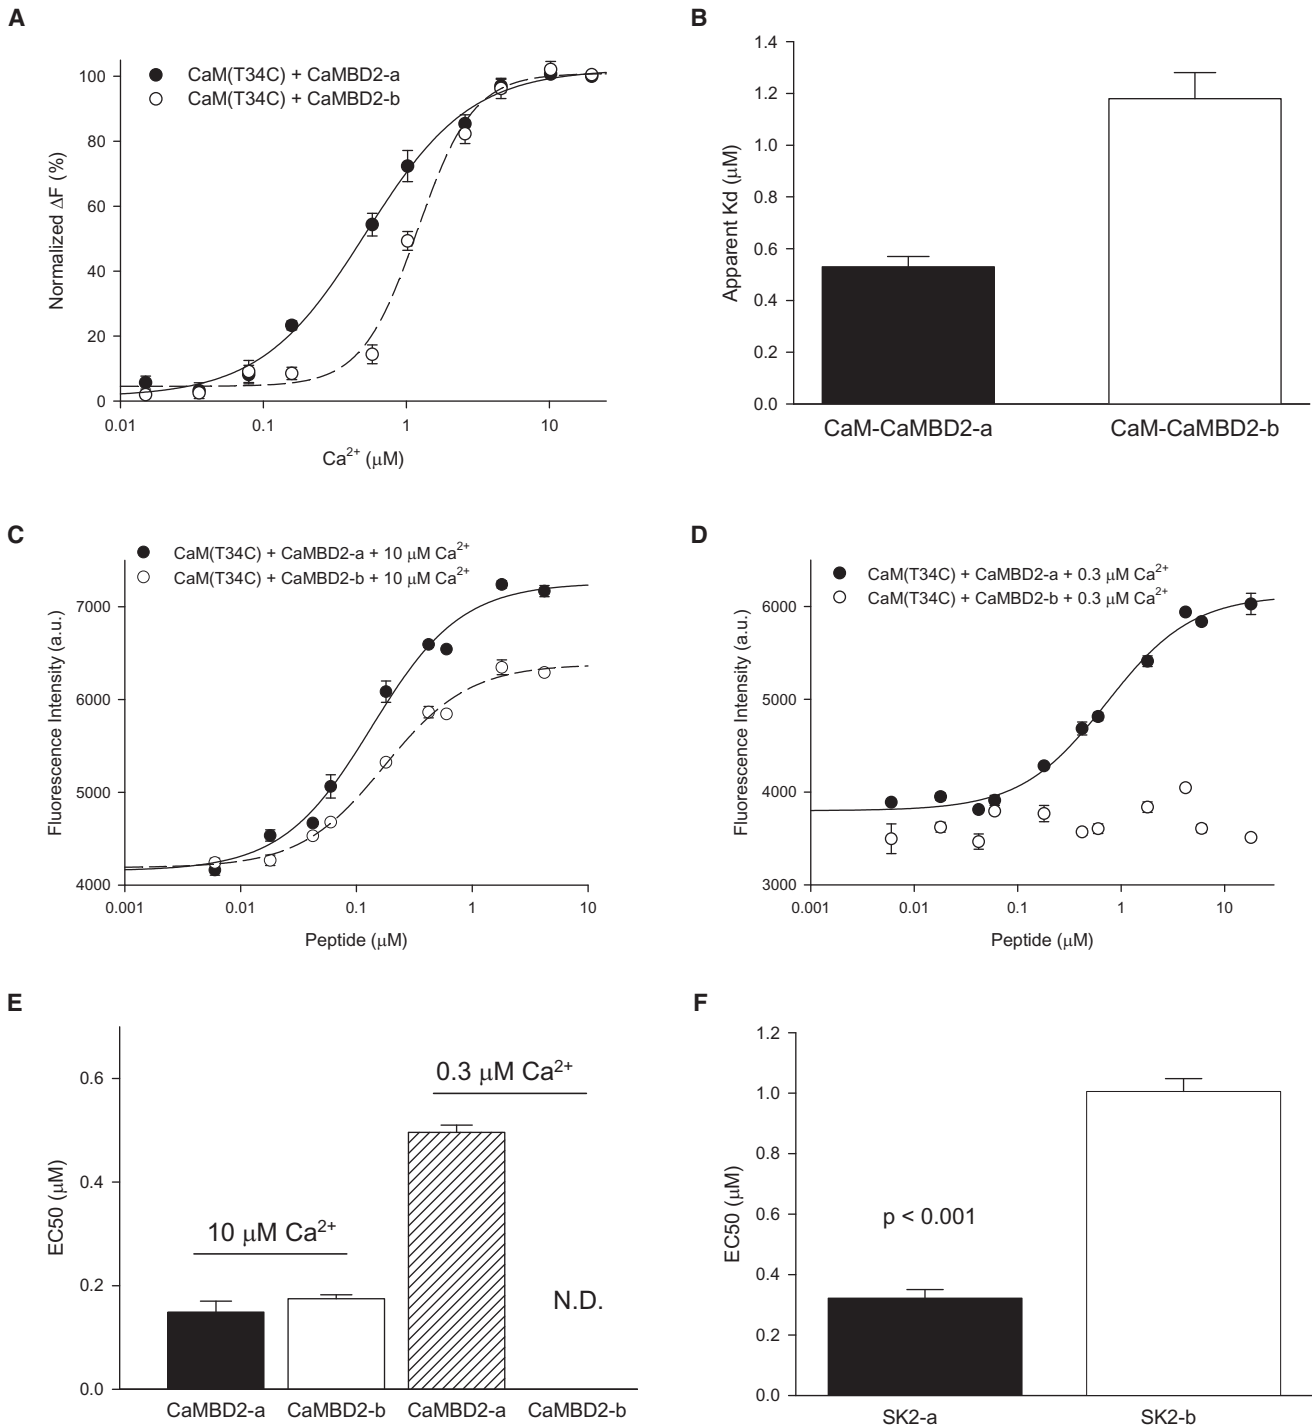 A
CaM(T34C) + CaMBD2-a
CaM(T34C) + CaMBD2-b
100
80
60
40
20
0
Normalized ΔF (%)
0.01 0.1 1 10
Ca²⁺ (μM)
B
1.4
1.2
1.0
0.8
0.6
0.4
0.2
0.0
Apparent Kd (μM)
CaM-CaMBD2-a CaM-CaMBD2-b
C
CaM(T34C) + CaMBD2-a + 10 μM Ca²⁺
CaM(T34C) + CaMBD2-b + 10 μM Ca²⁺
7000
6000
5000
4000
Fluorescence Intensity (a.u.)
0.001 0.01 0.1 1 10
Peptide (μM)
D
CaM(T34C) + CaMBD2-a + 0.3 μM Ca²⁺
CaM(T34C) + CaMBD2-b + 0.3 μM Ca²⁺
6000
5000
4000
3000
Fluorescence Intensity (a.u.)
0.001 0.01 0.1 1 10
Peptide (μM)
E
0.6
0.4
0.2
0.0
EC50 (μM)
0.3 μM Ca²⁺
10 μM Ca²⁺
N.D.
CaMBD2-a CaMBD2-b CaMBD2-a CaMBD2-b
F
1.2
1.0
0.8
0.6
0.4
0.2
0.0
EC50 (μM)
p < 0.001
SK2-a SK2-b